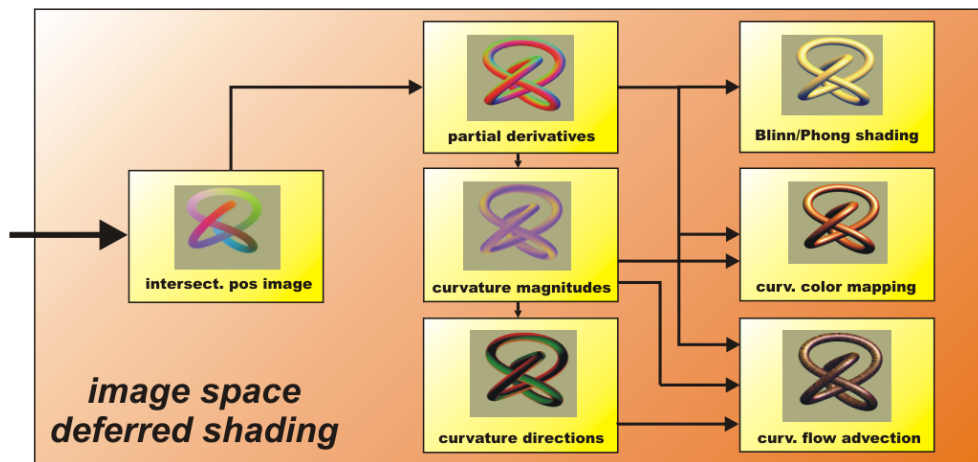 partial derivatives
Blinn/Phong shading
intersect. pos image
curvature magnitudes
curv. color mapping
image space
deferred shading
curvature directions
curv. flow advection